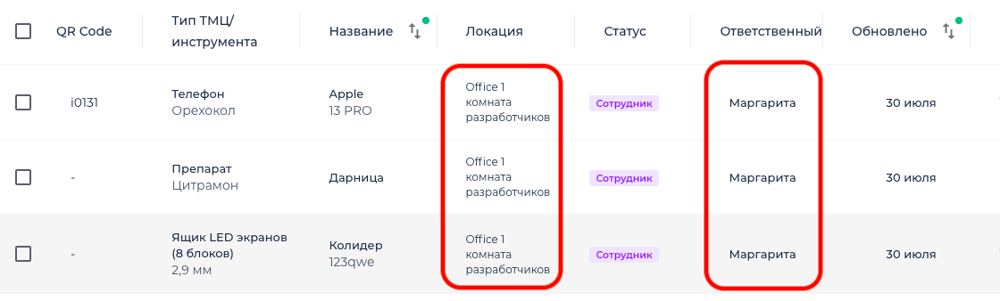 QR Code
Тип ТМЦ/
инструмента
Название
Локация
Статус
Ответственный
Обновлено
i0131
Телефон
Орехокол
Apple
13 PRO
Office 1
комната
разработчиков
Сотрудник
Маргарита
30 июля
-
Препарат
Цитрамон
Дарница
Office 1
комната
разработчиков
Сотрудник
Маргарита
30 июля
-
Ящик LED экранов
(8 блоков)
2,9 мм
Колидер
123qwe
Office 1
комната
разработчиков
Сотрудник
Маргарита
30 июля